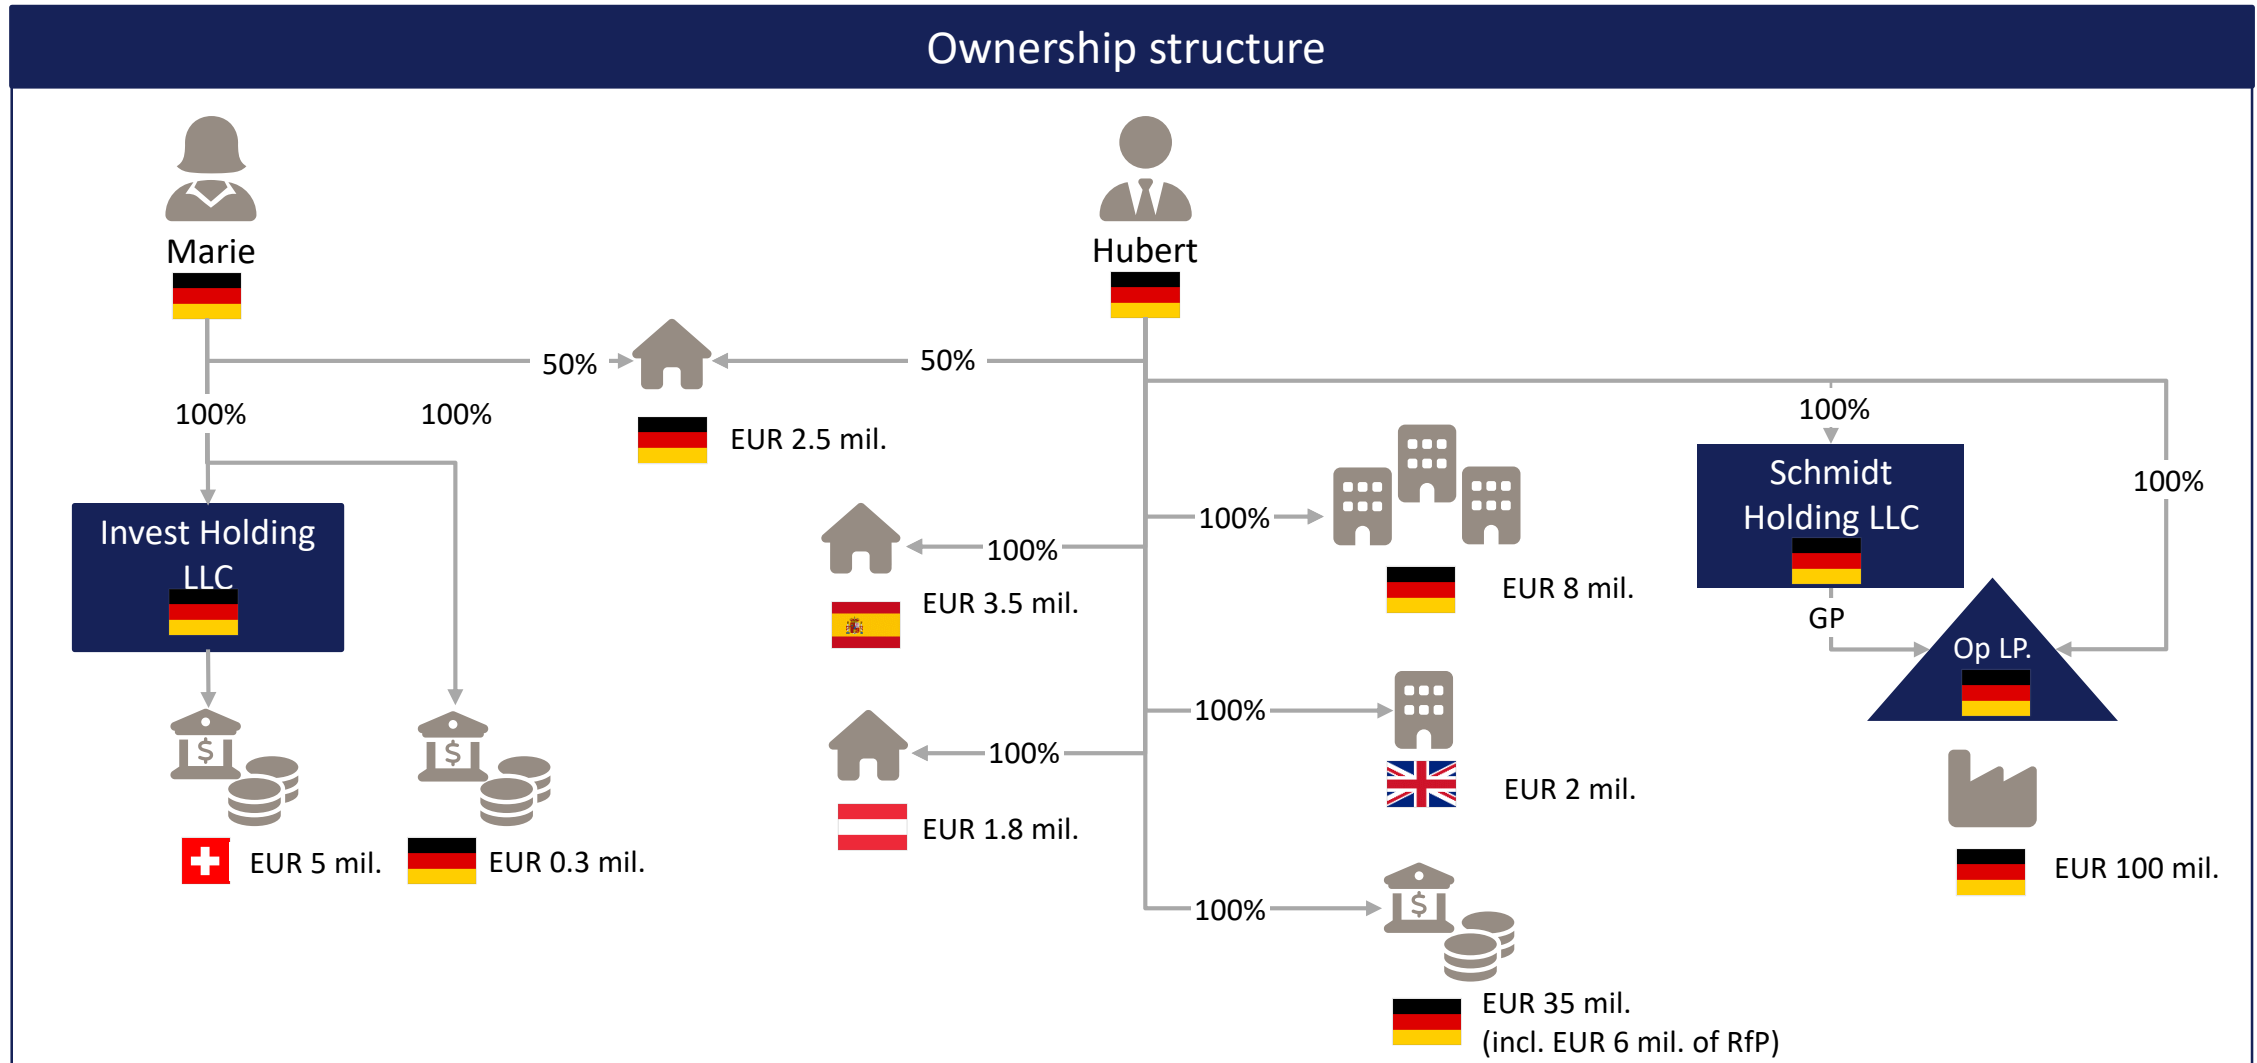 Ownership structure
Marie
Hubert
50%
50%
100%
100%
EUR 2.5 mil.
100%
100%
Invest Holding
LLC
Schmidt
Holding LLC
100%
100%
EUR 3.5 mil.
EUR 8 mil.
GP
Op LP.
100%
100%
EUR 1.8 mil.
EUR 2 mil.
$
$
EUR 5 mil.
EUR 0.3 mil.
EUR 100 mil.
100%
$
EUR 35 mil.
(incl. EUR 6 mil. of RfP)